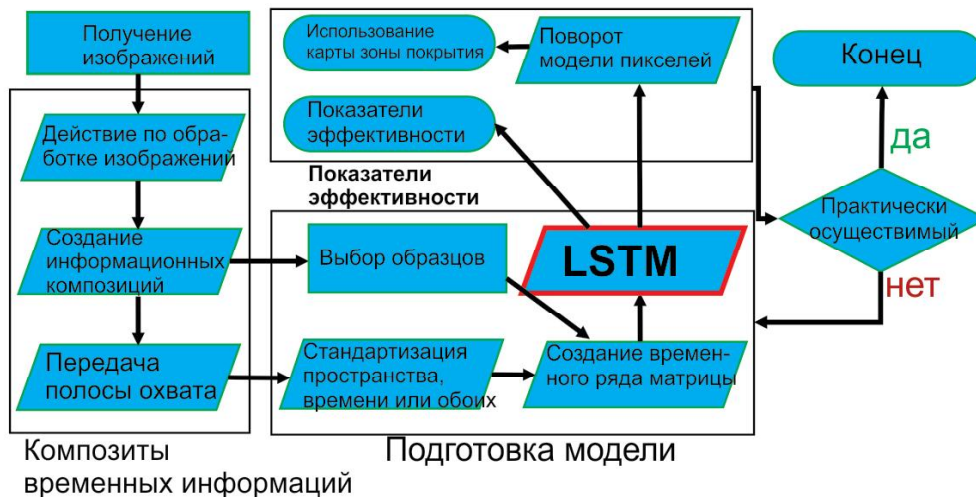 Получение
изображений
Действие по обра-
ботке изображений
Создание
информационных
композиций
Передача
полосы охвата
Композиты
временных информаций
Использование
карты зоны покрытия
Поворот
модели пикселей
Показатели
эффективности
Показатели
эффективности
Выбор образцов
LSTM
Стандартизация
пространства,
времени или обоих
Создание времен-
ного ряда матрицы
Подготовка модели
Конец
да
Практически
осуществимый
нет